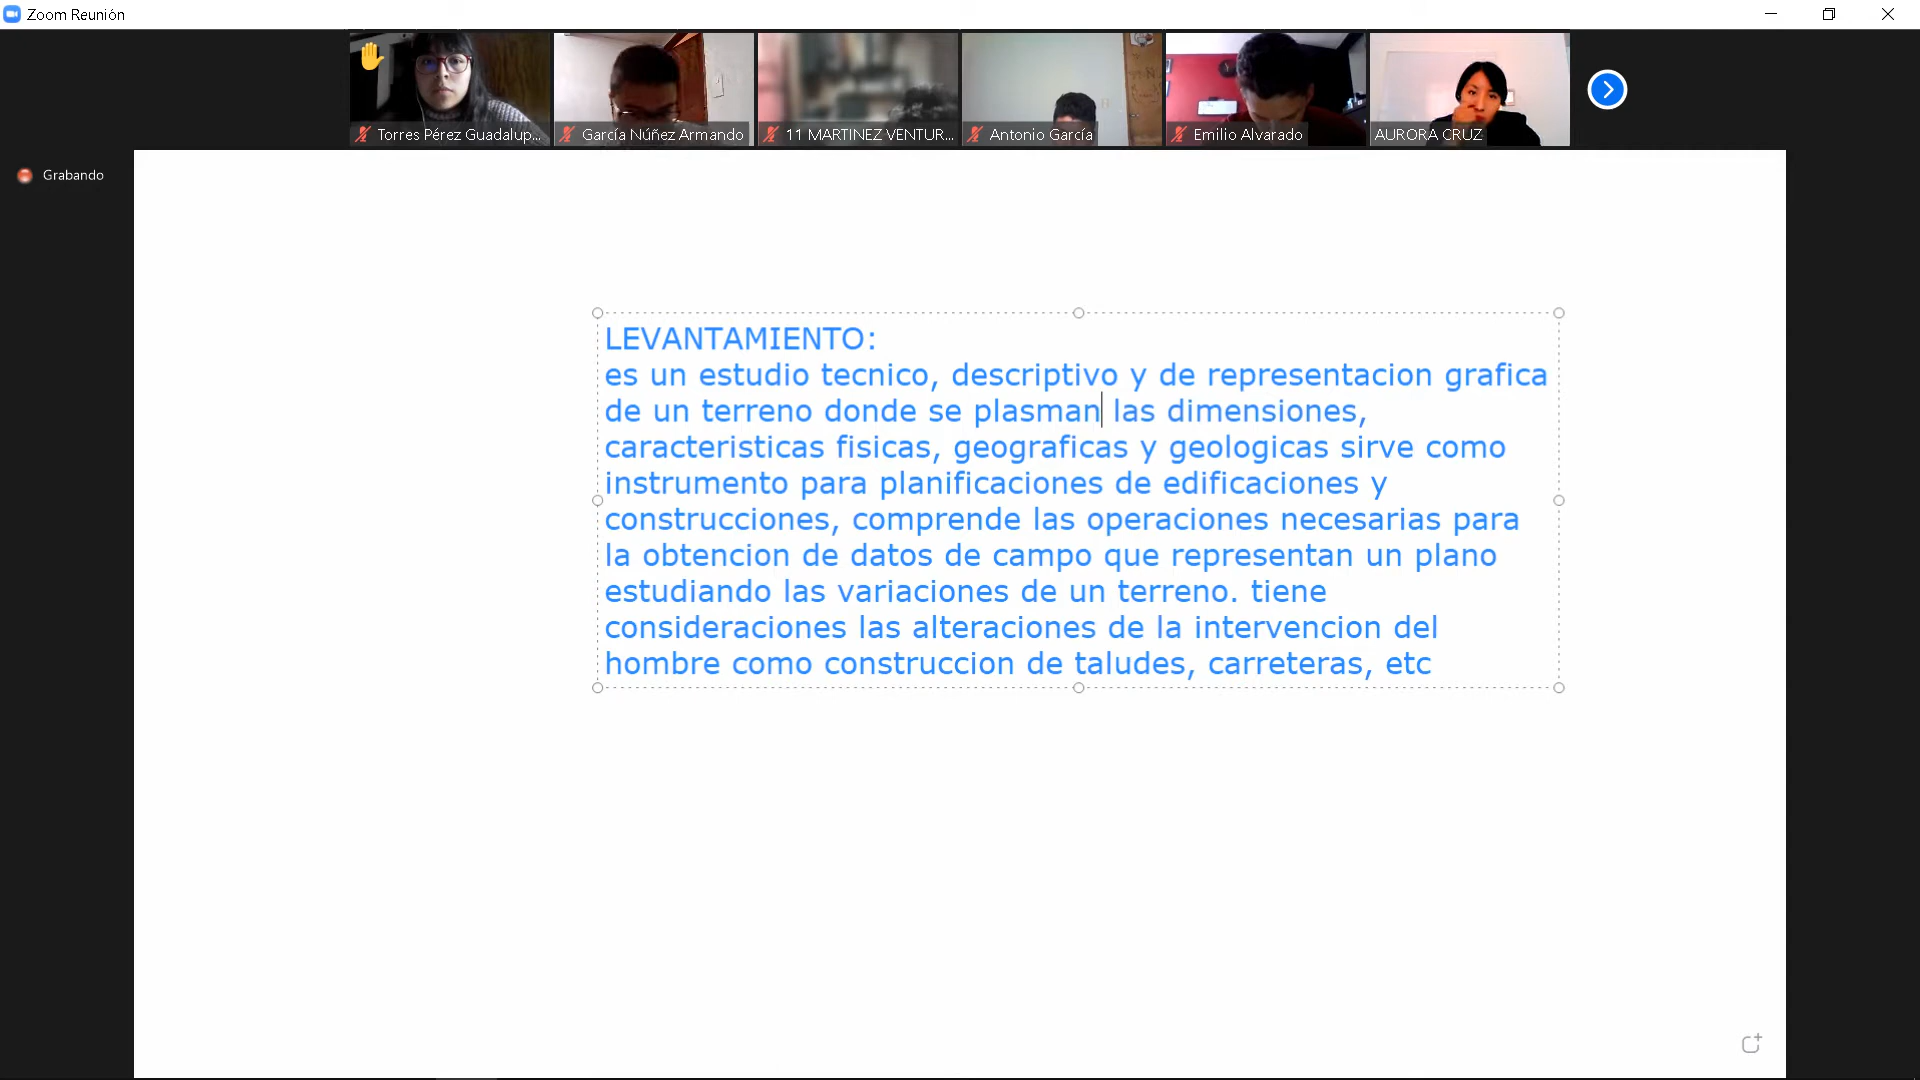 Zoom Reunión
Torres Pérez Guadalup...
García Núñez Armando
11 MARTINEZ VENTUR...
Antonio García
Emilio Alvarado
AURORA CRUZ
Grabando
LEVANTAMIENTO:
es un estudio tecnico, descriptivo y de representacion grafica
de un terreno donde se plasman las dimensiones,
caracteristicas fisicas, geograficas y geologicas sirve como
instrumento para planificaciones de edificaciones y
construcciones, comprende las operaciones necesarias para
la obtencion de datos de campo que representan un plano
estudiando las variaciones de un terreno. tiene
consideraciones las alteraciones de la intervencion del
hombre como construccion de taludes, carreteras, etc